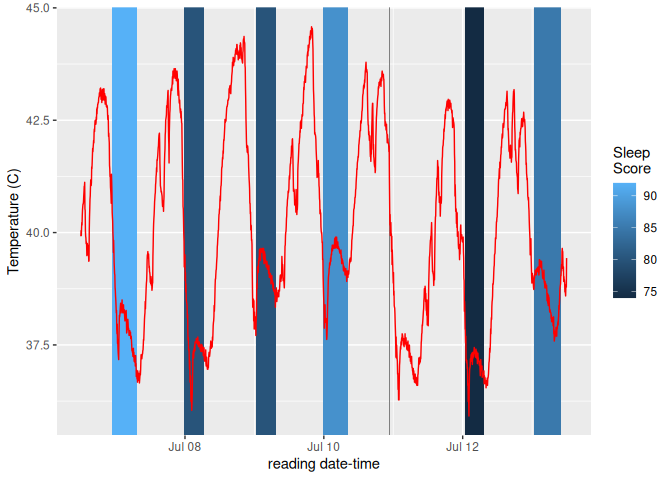 45.0
42.5
40.0
37.5
Temperature (C)
Jul 08
Jul 10
Jul 12
reading date-time
Sleep
Score
90
85
80
75